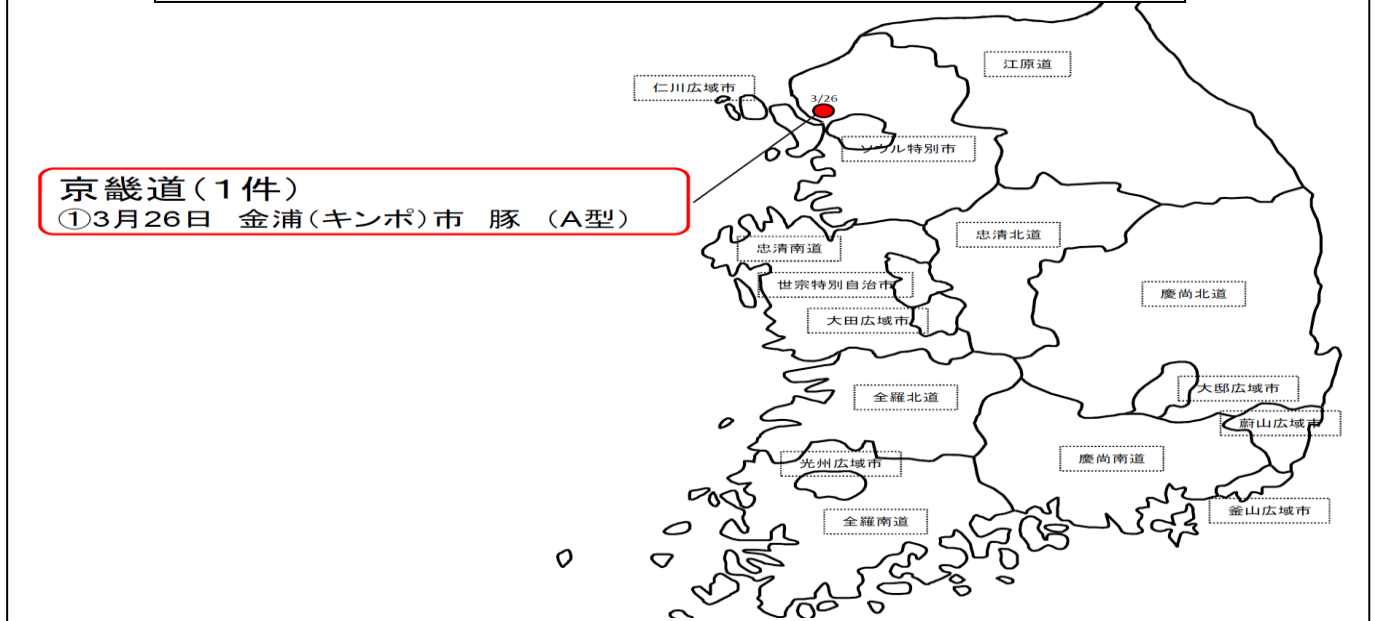 江原道
仁川広域市
3/26
ソウル特別市
京畿道(1件)
①3月26日 金浦(キンポ)市 豚 (A型)
忠清北道
忠清南道
世宗特別自治市
慶尚北道
大田広域市
大邸広域市
全羅北道
蔚山広域市
慶尚南道
光州広域市
釜山広域市
全羅南道